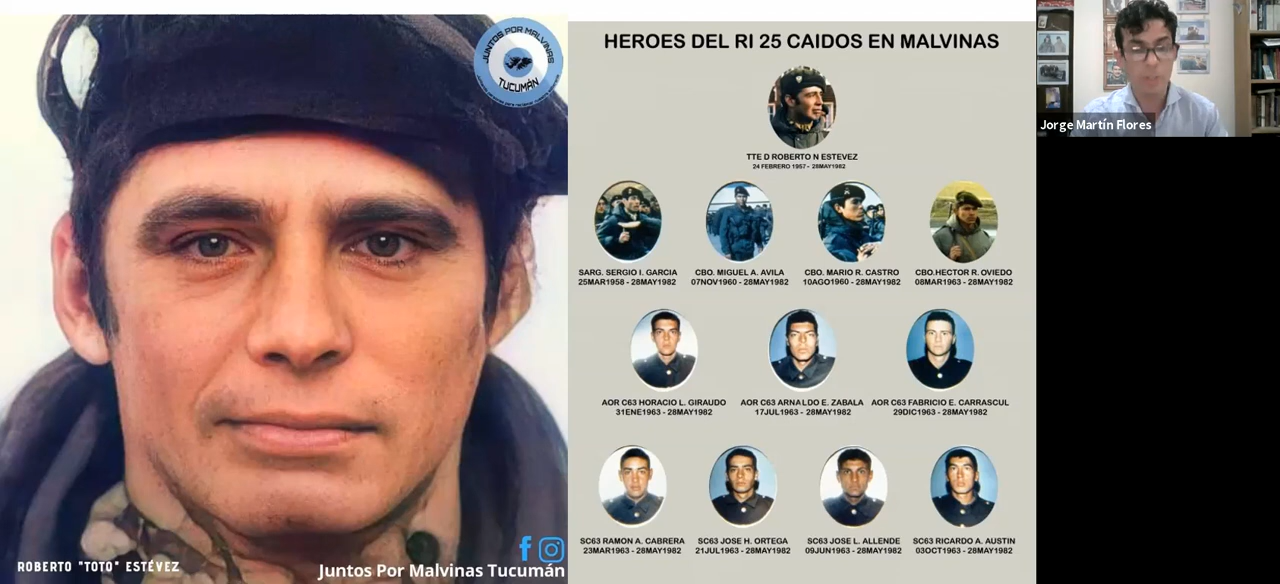 JUNTOS POR MALVINAS
TUCUMÁN
ROBERTO "TOTO" ESTÉVEZ
Juntos Por Malvinas Tucumán
HEROES DEL RI 25 CAIDOS EN MALVINAS
TTE D ROBERTO N ESTEVEZ
24 FEBRERO 1957 - 28MAY1982
SARG. SERGIO I. GARCIA
25MAR1958 - 28MAY1982
CBO. MIGUEL A. AVILA
07NOV1960 - 28MAY1982
CBO. MARIO R. CASTRO
10AGO1960 - 28MAY1982
CBO.HECTOR R. OVIEDO
08MAR1963 - 28MAY1982
AOR C63 HORACIO L. GIRAUDO
31ENE1963 - 28MAY1982
AOR C63 ARNALDO E. ZABALA
17JUL1963 - 28MAY1982
AOR C63 FABRICIO E. CARRASCUL
29DIC1963 - 28MAY1982
SC63 RAMON A. CABRERA
23MAR1963 - 28MAY1982
SC63 JOSE H. ORTEGA
21JUL1963 - 28MAY1982
SC63 JOSE L. ALLENDE
09JUN1963 - 28MAY1982
SC63 RICARDO A. AUSTIN
03OCT1963 - 28MAY1982
Jorge Martín Flores